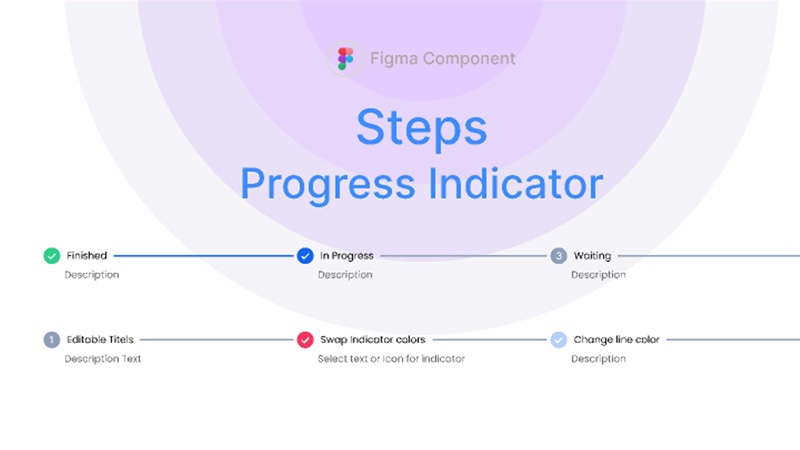 Figma Component
Steps
Progress Indicator
Finished
In Progress
3 Waiting
Description
Description
Description
1 Editable Titels
Swap Indicator colors
Change line color
Description Text
Select text or Icon for indicator
Description